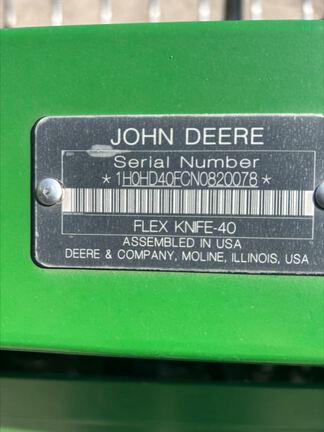 JOHN DEERE
Serial Number
*1H0HD40FCN0820078*
FLEX KNIFE-40
ASSEMBLED IN USA
DEERE & COMPANY, MOLINE, ILLINOIS, USA